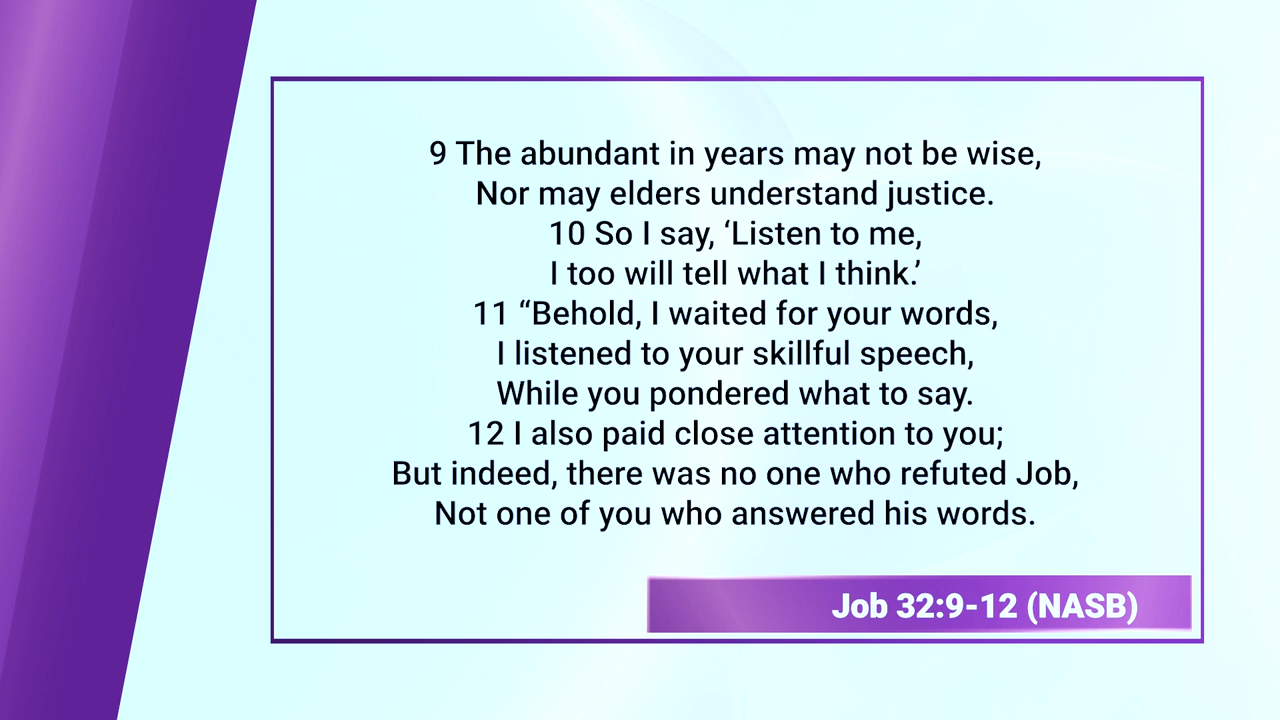 9 The abundant in years may not be wise,
Nor may elders understand justice.
10 So I say, ‘Listen to me,
I too will tell what I think.’
11 “Behold, I waited for your words,
I listened to your skillful speech,
While you pondered what to say.
12 I also paid close attention to you;
But indeed, there was no one who refuted Job,
Not one of you who answered his words.
Job 32:9-12 (NASB)